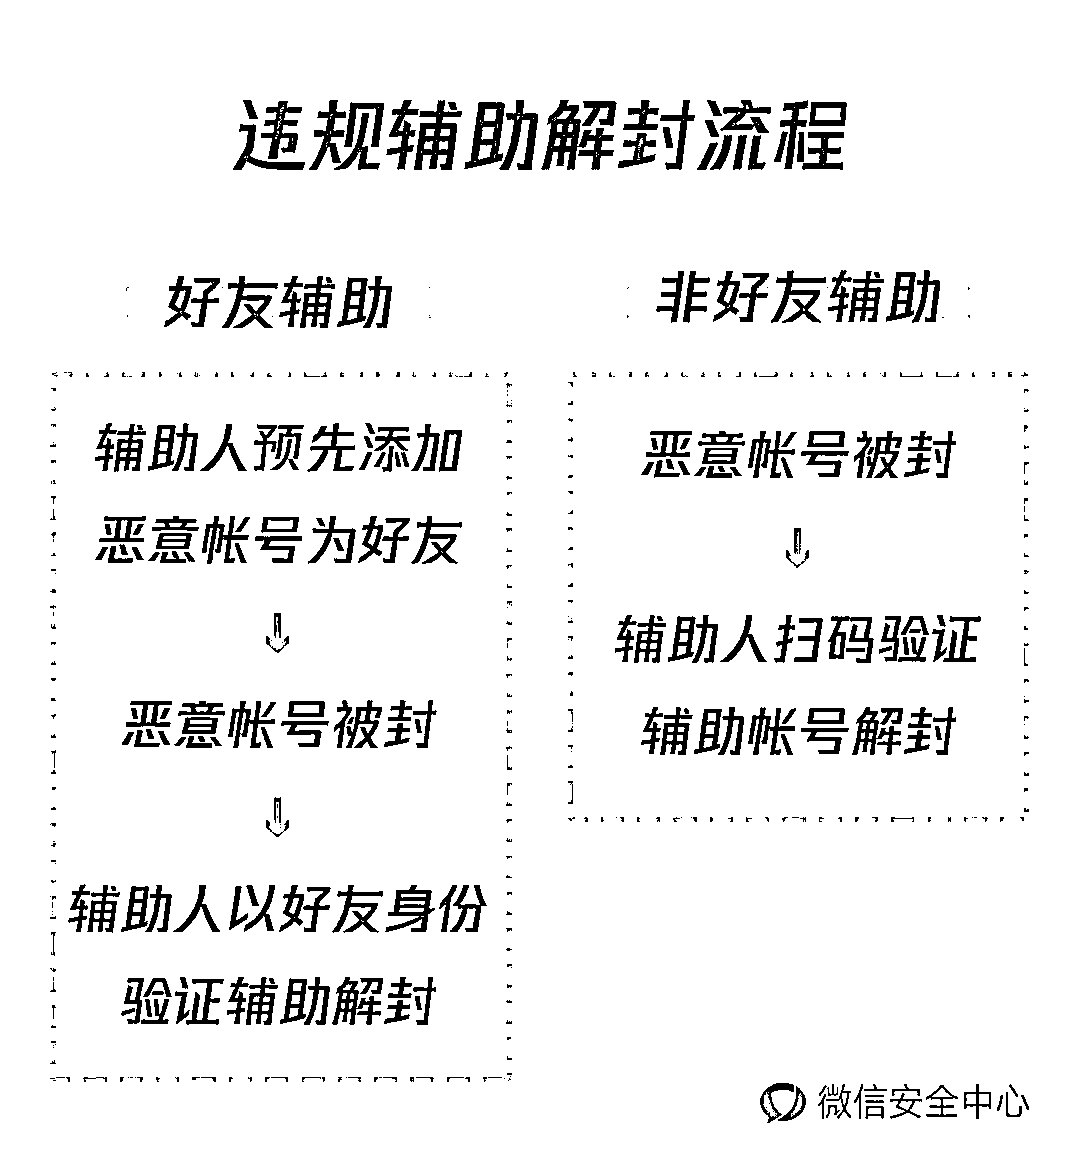 违规辅助解封流程
好友辅助
辅助人预先添加
恶意帐号为好友
恶意帐号被封
辅助人以好友身份
验证辅助解封
非好友辅助
恶意帐号被封
辅助人扫码验证
辅助帐号解封
微信安全中心